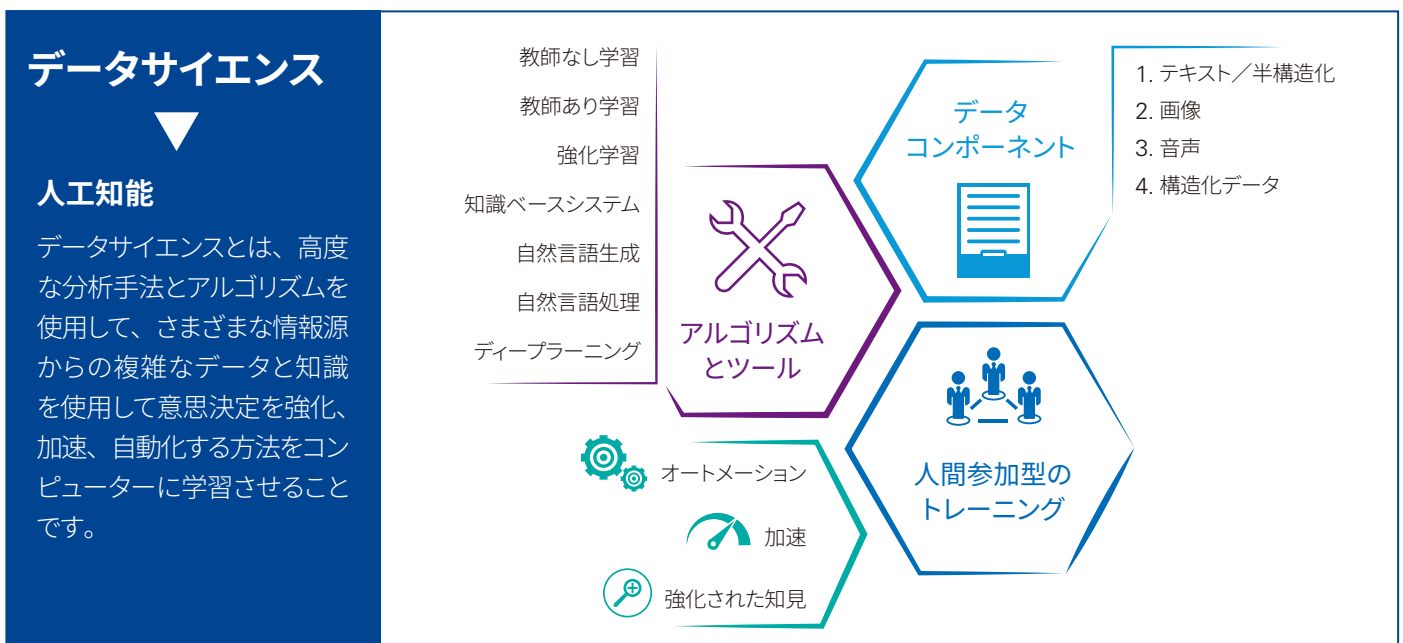 データサイエンス
人工知能
データサイエンスとは、高度
な分析手法とアルゴリズムを
使用して、さまざまな情報源
からの複雑なデータと知識
を使用して意思決定を強化、
加速、自動化する方法をコン
ピューターに学習させること
です。
教師なし学習
教師あり学習
強化学習
知識ベースシステム
自然言語生成
自然言語処理
ディープラーニング
アルゴリズム
とツール
データ
コンポーネント
1. テキスト／半構造化
2. 画像
3. 音声
4. 構造化データ
人間参加型の
トレーニング
オートメーション
加速
強化された知見